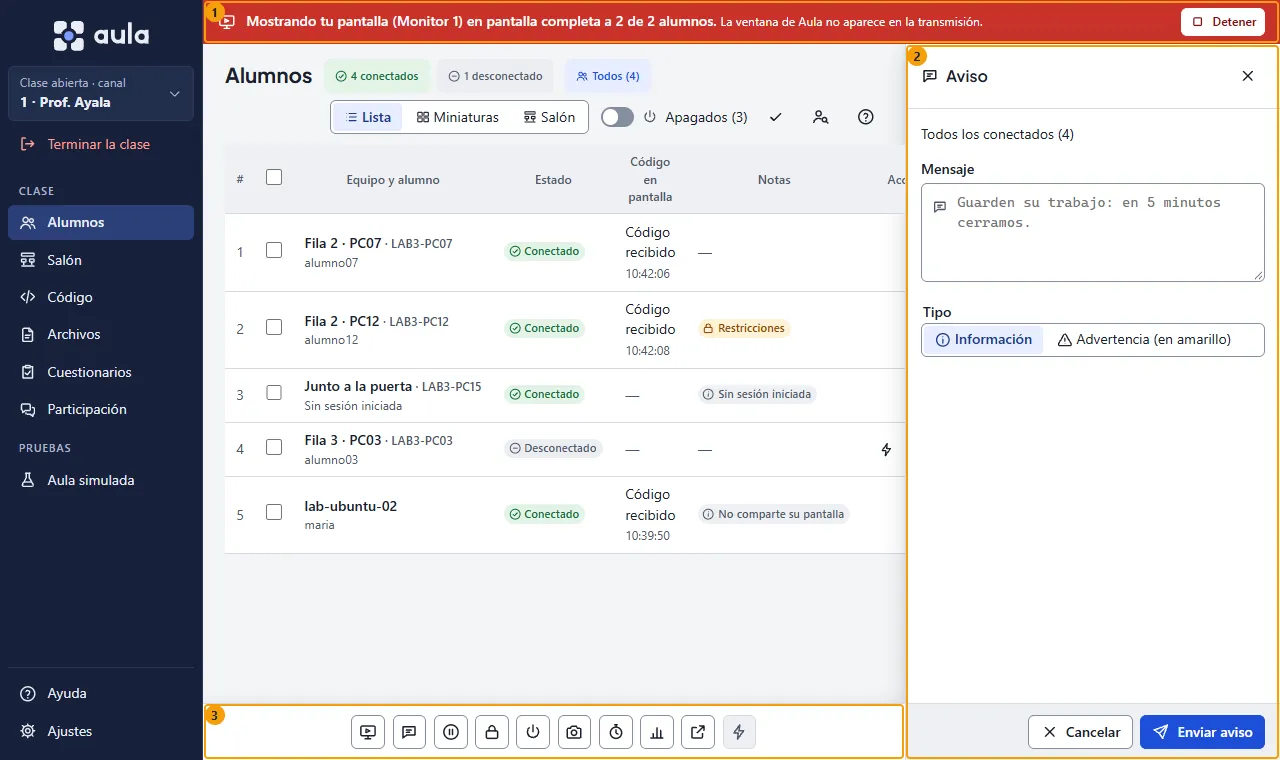 aula
Clase abierta · canal
1 · Prof. Ayala
Terminar la clase
CLASE
Alumnos
Salón
Código
Archivos
Cuestionarios
Participación
PRUEBAS
Aula simulada
Ayuda
Ajustes
1
Mostrando tu pantalla (Monitor 1) en pantalla completa a 2 de 2 alumnos. La ventana de Aula no aparece en la transmisión.
Detener
Alumnos
4 conectados
1 desconectado
Todos (4)
Lista
Miniaturas
Salón
Apagados (3)
# Equipo y alumno Estado Código en pantalla Notas Acc
1 Fila 2 · PC07 · LAB3-PC07 Conectado Código recibido —
alumno07 10:42:06
2 Fila 2 · PC12 · LAB3-PC12 Conectado Código recibido Restricciones
alumno12 10:42:08
3 Junto a la puerta · LAB3-PC15 Conectado — Sin sesión iniciada
Sin sesión iniciada
4 Fila 3 · PC03 · LAB3-PC03 Desconectado — —
alumno03
5 lab-ubuntu-02 Conectado Código recibido No comparte su pantalla
maria 10:39:50
3
2
Aviso
Todos los conectados (4)
Mensaje
Guarden su trabajo: en 5 minutos
cerramos.
Tipo
Información
Advertencia (en amarillo)
Cancelar
Enviar aviso